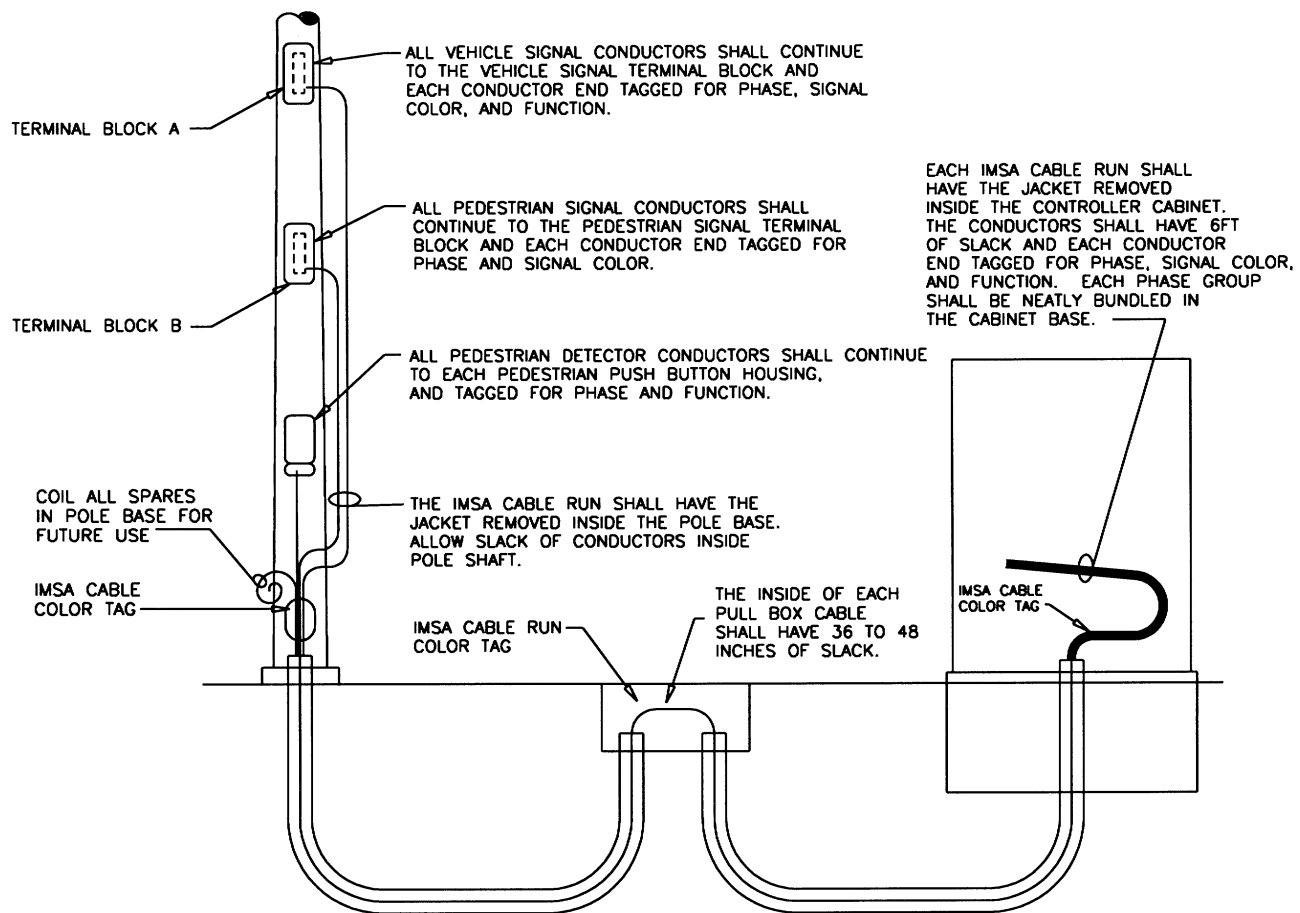 ALL VEHICLE SIGNAL CONDUCTORS SHALL CONTINUE
TO THE VEHICLE SIGNAL TERMINAL BLOCK AND
EACH CONDUCTOR END TAGGED FOR PHASE, SIGNAL
COLOR, AND FUNCTION.
TERMINAL BLOCK A
EACH IMSA CABLE RUN SHALL
HAVE THE JACKET REMOVED
INSIDE THE CONTROLLER CABINET.
THE CONDUCTORS SHALL HAVE 6FT
OF SLACK AND EACH CONDUCTOR
END TAGGED FOR PHASE, SIGNAL COLOR,
AND FUNCTION. EACH PHASE GROUP
SHALL BE NEATLY BUNDLED IN
THE CABINET BASE.
ALL PEDESTRIAN SIGNAL CONDUCTORS SHALL
CONTINUE TO THE PEDESTRIAN SIGNAL TERMINAL
BLOCK AND EACH CONDUCTOR END TAGGED FOR
PHASE AND SIGNAL COLOR.
TERMINAL BLOCK B
ALL PEDESTRIAN DETECTOR CONDUCTORS SHALL CONTINUE
TO EACH PEDESTRIAN PUSH BUTTON HOUSING,
AND TAGGED FOR PHASE AND FUNCTION.
COIL ALL SPARES
IN POLE BASE FOR
FUTURE USE
THE IMSA CABLE RUN SHALL HAVE THE
JACKET REMOVED INSIDE THE POLE BASE.
ALLOW SLACK OF CONDUCTORS INSIDE
POLE SHAFT.
IMSA CABLE
COLOR TAG
IMSA CABLE RUN
COLOR TAG
THE INSIDE OF EACH
PULL BOX CABLE
SHALL HAVE 36 TO 48
INCHES OF SLACK.
IMSA CABLE
COLOR TAG